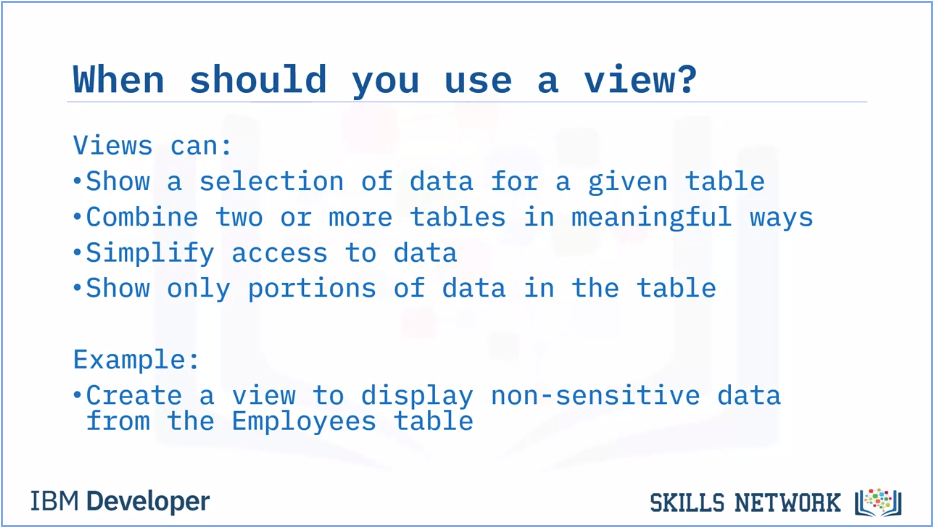 When should you use a view?
Views can:
•Show a selection of data for a given table
•Combine two or more tables in meaningful ways
•Simplify access to data
•Show only portions of data in the table
Example:
•Create a view to display non-sensitive data
from the Employees table
IBM Developer
SKILLS NETWORK